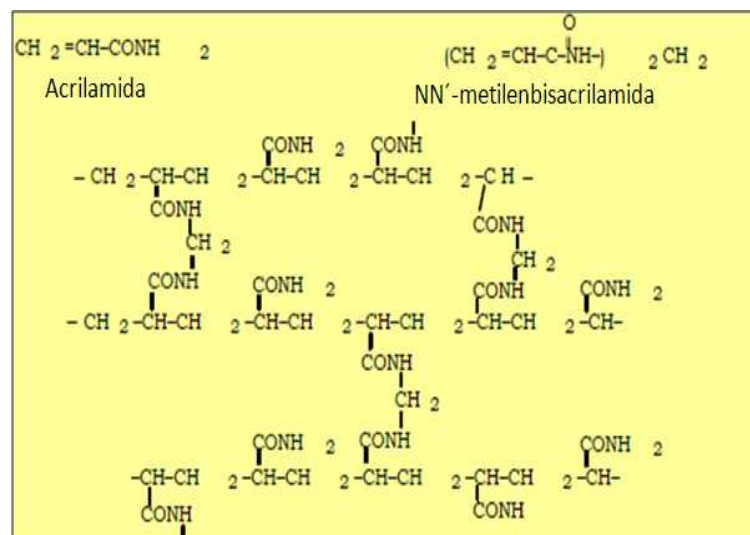 O
CH 2=CH-CONH 2 (CH 2=CH-C-NH-) 2CH 2
Acrilamida NN´-metilenbisacrilamida
CONH 2 CONH
- CH 2-CH-CH 2-CH-CH 2-CH-CH 2-CH -
CONH CONH
CH 2 CH 2
CONH CONH 2 CONH CONH 2
- CH 2-CH-CH 2-CH-CH 2-CH-CH 2-CH-CH 2-CH-
CONH
CH 2
CONH 2 CONH CONH 2
-CH-CH 2-CH-CH 2-CH-CH 2-CH-CH 2-CH-
CONH CONH